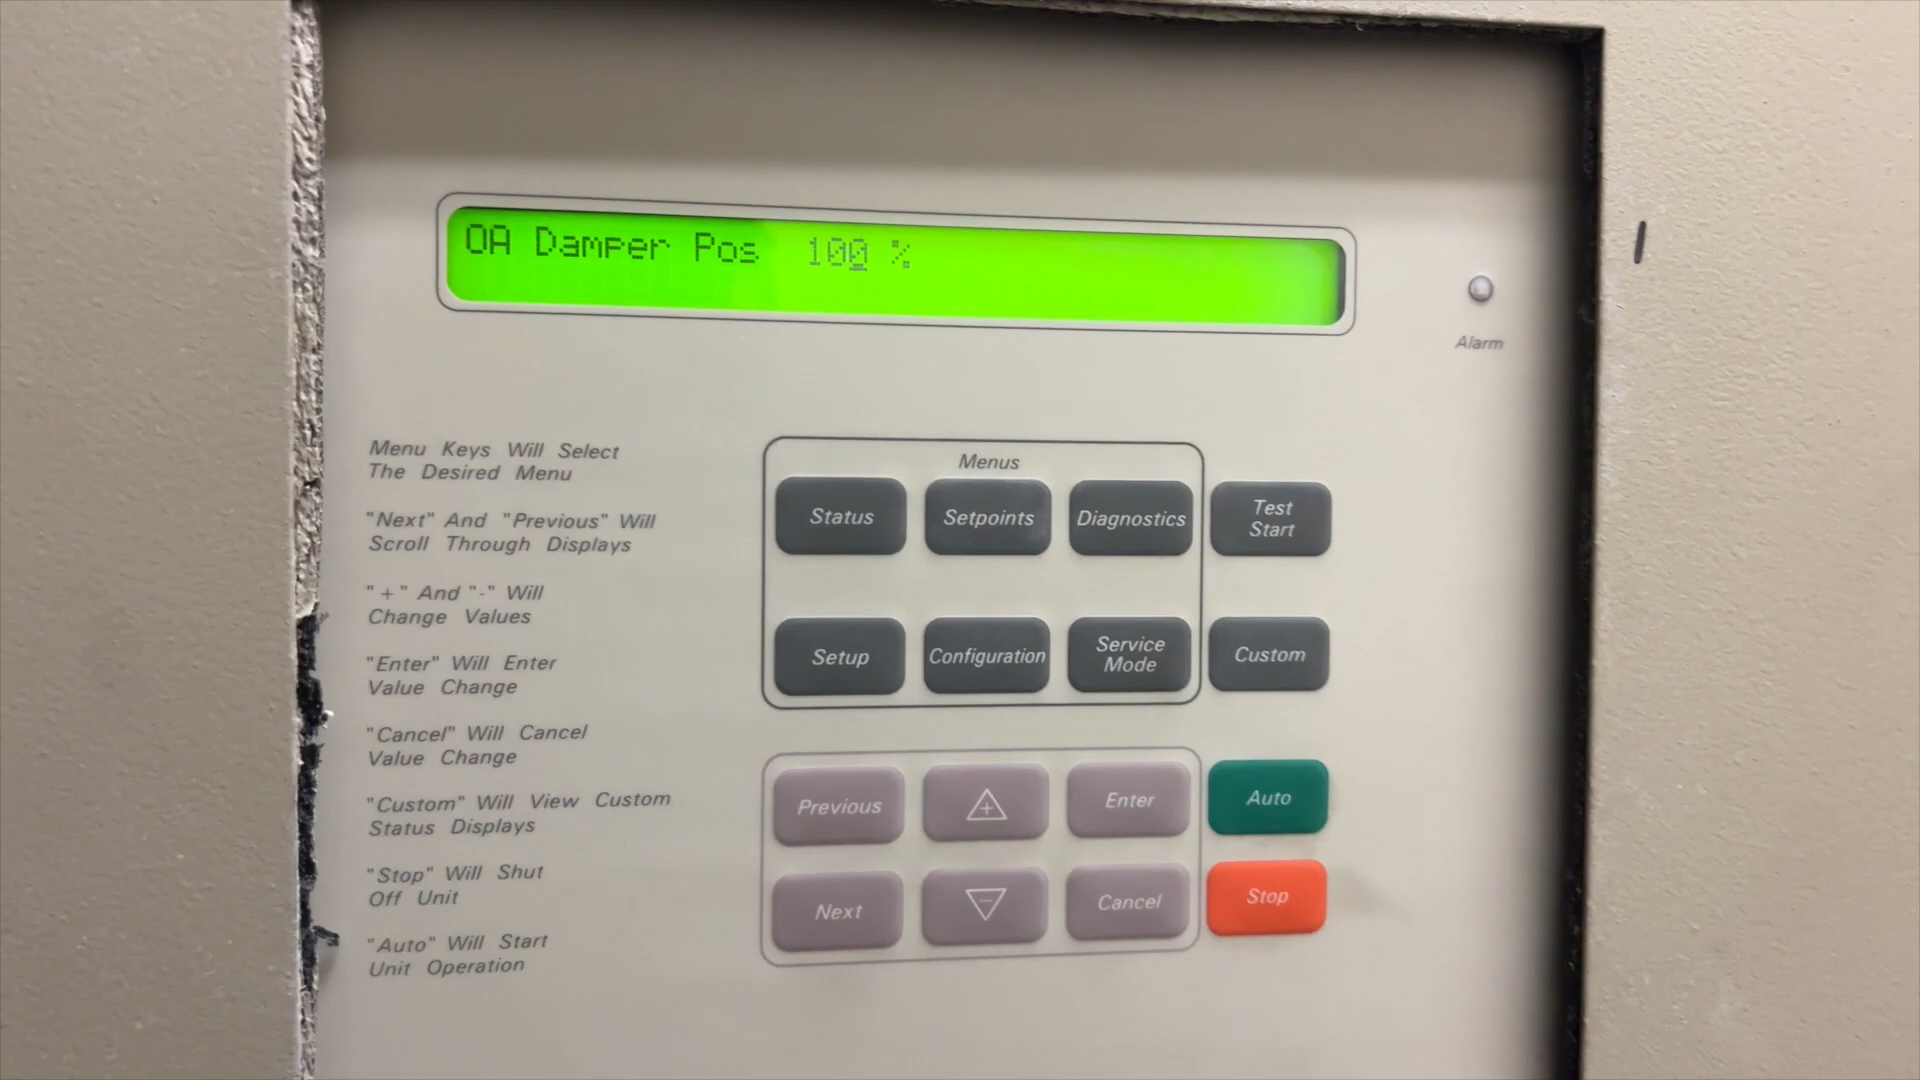 OA Damper Pos 100 %
Alarm
Menu Keys Will Select
The Desired Menu
"Next" And "Previous" Will
Scroll Through Displays
"+" And "-" Will
Change Values
"Enter" Will Enter
Value Change
"Cancel" Will Cancel
Value Change
"Custom" Will View Custom
Status Displays
"Stop" Will Shut
Off Unit
"Auto" Will Start
Unit Operation
Menus
Status
Setpoints
Diagnostics
Test
Start
Setup
Configuration
Service
Mode
Custom
Previous
+
Enter
Auto
Next
-
Cancel
Stop